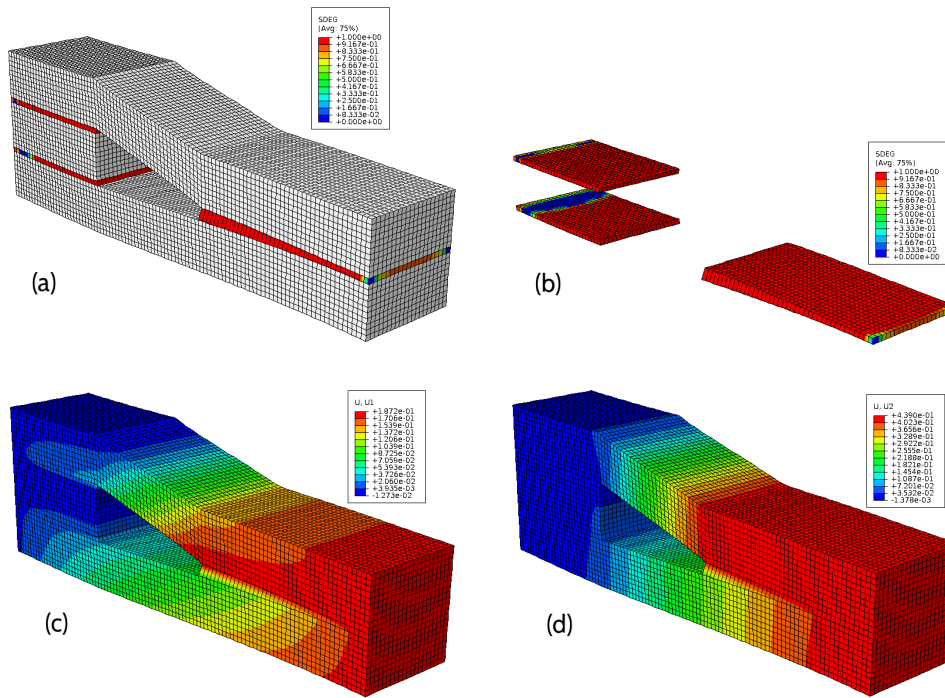 SDEG
(Avg: 75%)
+1.000e+00
+9.167e-01
+8.333e-01
+7.500e-01
+6.667e-01
+5.833e-01
+5.000e-01
+4.167e-01
+3.333e-01
+2.500e-01
+1.667e-01
+8.333e-02
+0.000e+00
(a)
SDEG
(Avg: 75%)
+1.000e+00
+9.167e-01
+8.333e-01
+7.500e-01
+6.667e-01
+5.833e-01
+5.000e-01
+4.167e-01
+3.333e-01
+2.500e-01
+1.667e-01
+8.333e-02
+0.000e+00
(b)
U, U1
+1.872e-01
+1.706e-01
+1.539e-01
+1.372e-01
+1.206e-01
+1.039e-01
+8.725e-02
+7.059e-02
+5.393e-02
+3.726e-02
+2.060e-02
+3.935e-03
-1.273e-02
(c)
U, U2
+4.390e-01
+4.023e-01
+3.656e-01
+3.289e-01
+2.922e-01
+2.555e-01
+2.188e-01
+1.821e-01
+1.454e-01
+1.087e-01
+7.201e-02
+3.532e-02
-1.378e-03
(d)